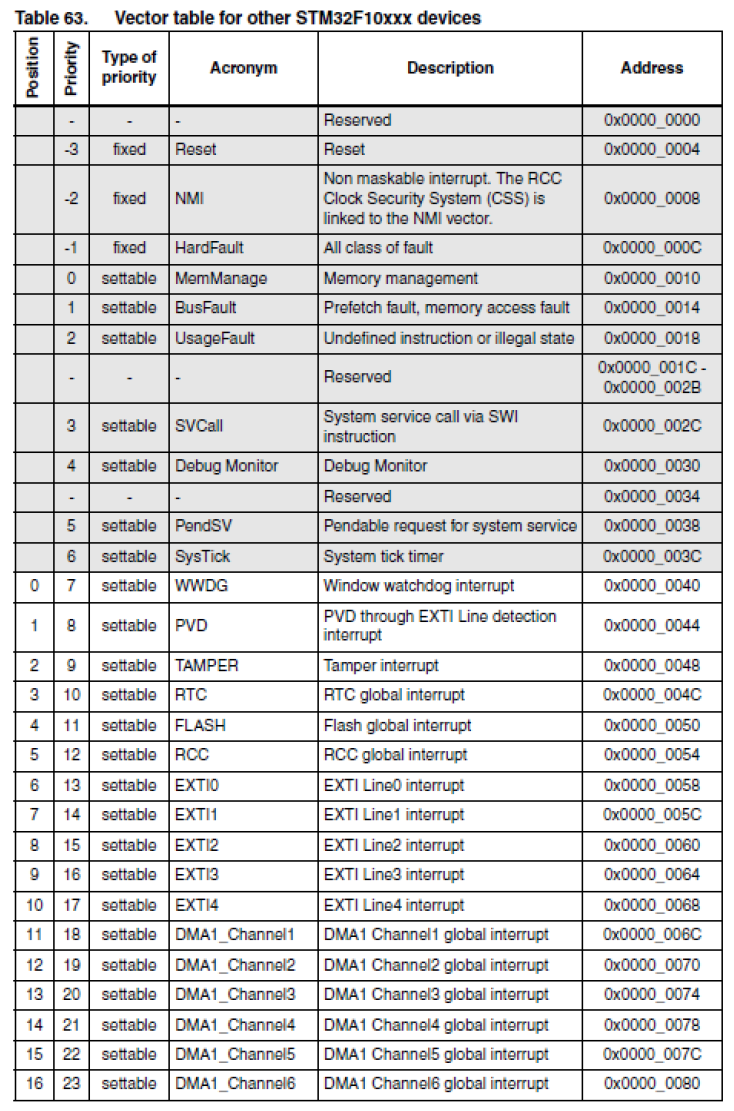 Table 63. Vector table for other STM32F10xxx devices
Position Priority Type of priority Acronym Description Address
- - - Reserved 0x0000_0000
-3 fixed Reset Reset 0x0000_0004
-2 fixed NMI Non maskable interrupt. The RCC Clock Security System (CSS) is linked to the NMI vector. 0x0000_0008
-1 fixed HardFault All class of fault 0x0000_000C
0 settable MemManage Memory management 0x0000_0010
1 settable BusFault Prefetch fault, memory access fault 0x0000_0014
2 settable UsageFault Undefined instruction or illegal state 0x0000_0018
- - - Reserved 0x0000_001C - 0x0000_002B
3 settable SVCall System service call via SWI instruction 0x0000_002C
4 settable Debug Monitor Debug Monitor 0x0000_0030
- - - Reserved 0x0000_0034
5 settable PendSV Pendable request for system service 0x0000_0038
6 settable SysTick System tick timer 0x0000_003C
0 7 settable WWDG Window watchdog interrupt 0x0000_0040
1 8 settable PVD PVD through EXTI Line detection interrupt 0x0000_0044
2 9 settable TAMPER Tamper interrupt 0x0000_0048
3 10 settable RTC RTC global interrupt 0x0000_004C
4 11 settable FLASH Flash global interrupt 0x0000_0050
5 12 settable RCC RCC global interrupt 0x0000_0054
6 13 settable EXTI0 EXTI Line0 interrupt 0x0000_0058
7 14 settable EXTI1 EXTI Line1 interrupt 0x0000_005C
8 15 settable EXTI2 EXTI Line2 interrupt 0x0000_0060
9 16 settable EXTI3 EXTI Line3 interrupt 0x0000_0064
10 17 settable EXTI4 EXTI Line4 interrupt 0x0000_0068
11 18 settable DMA1_Channel1 DMA1 Channel1 global interrupt 0x0000_006C
12 19 settable DMA1_Channel2 DMA1 Channel2 global interrupt 0x0000_0070
13 20 settable DMA1_Channel3 DMA1 Channel3 global interrupt 0x0000_0074
14 21 settable DMA1_Channel4 DMA1 Channel4 global interrupt 0x0000_0078
15 22 settable DMA1_Channel5 DMA1 Channel5 global interrupt 0x0000_007C
16 23 settable DMA1_Channel6 DMA1 Channel6 global interrupt 0x0000_0080